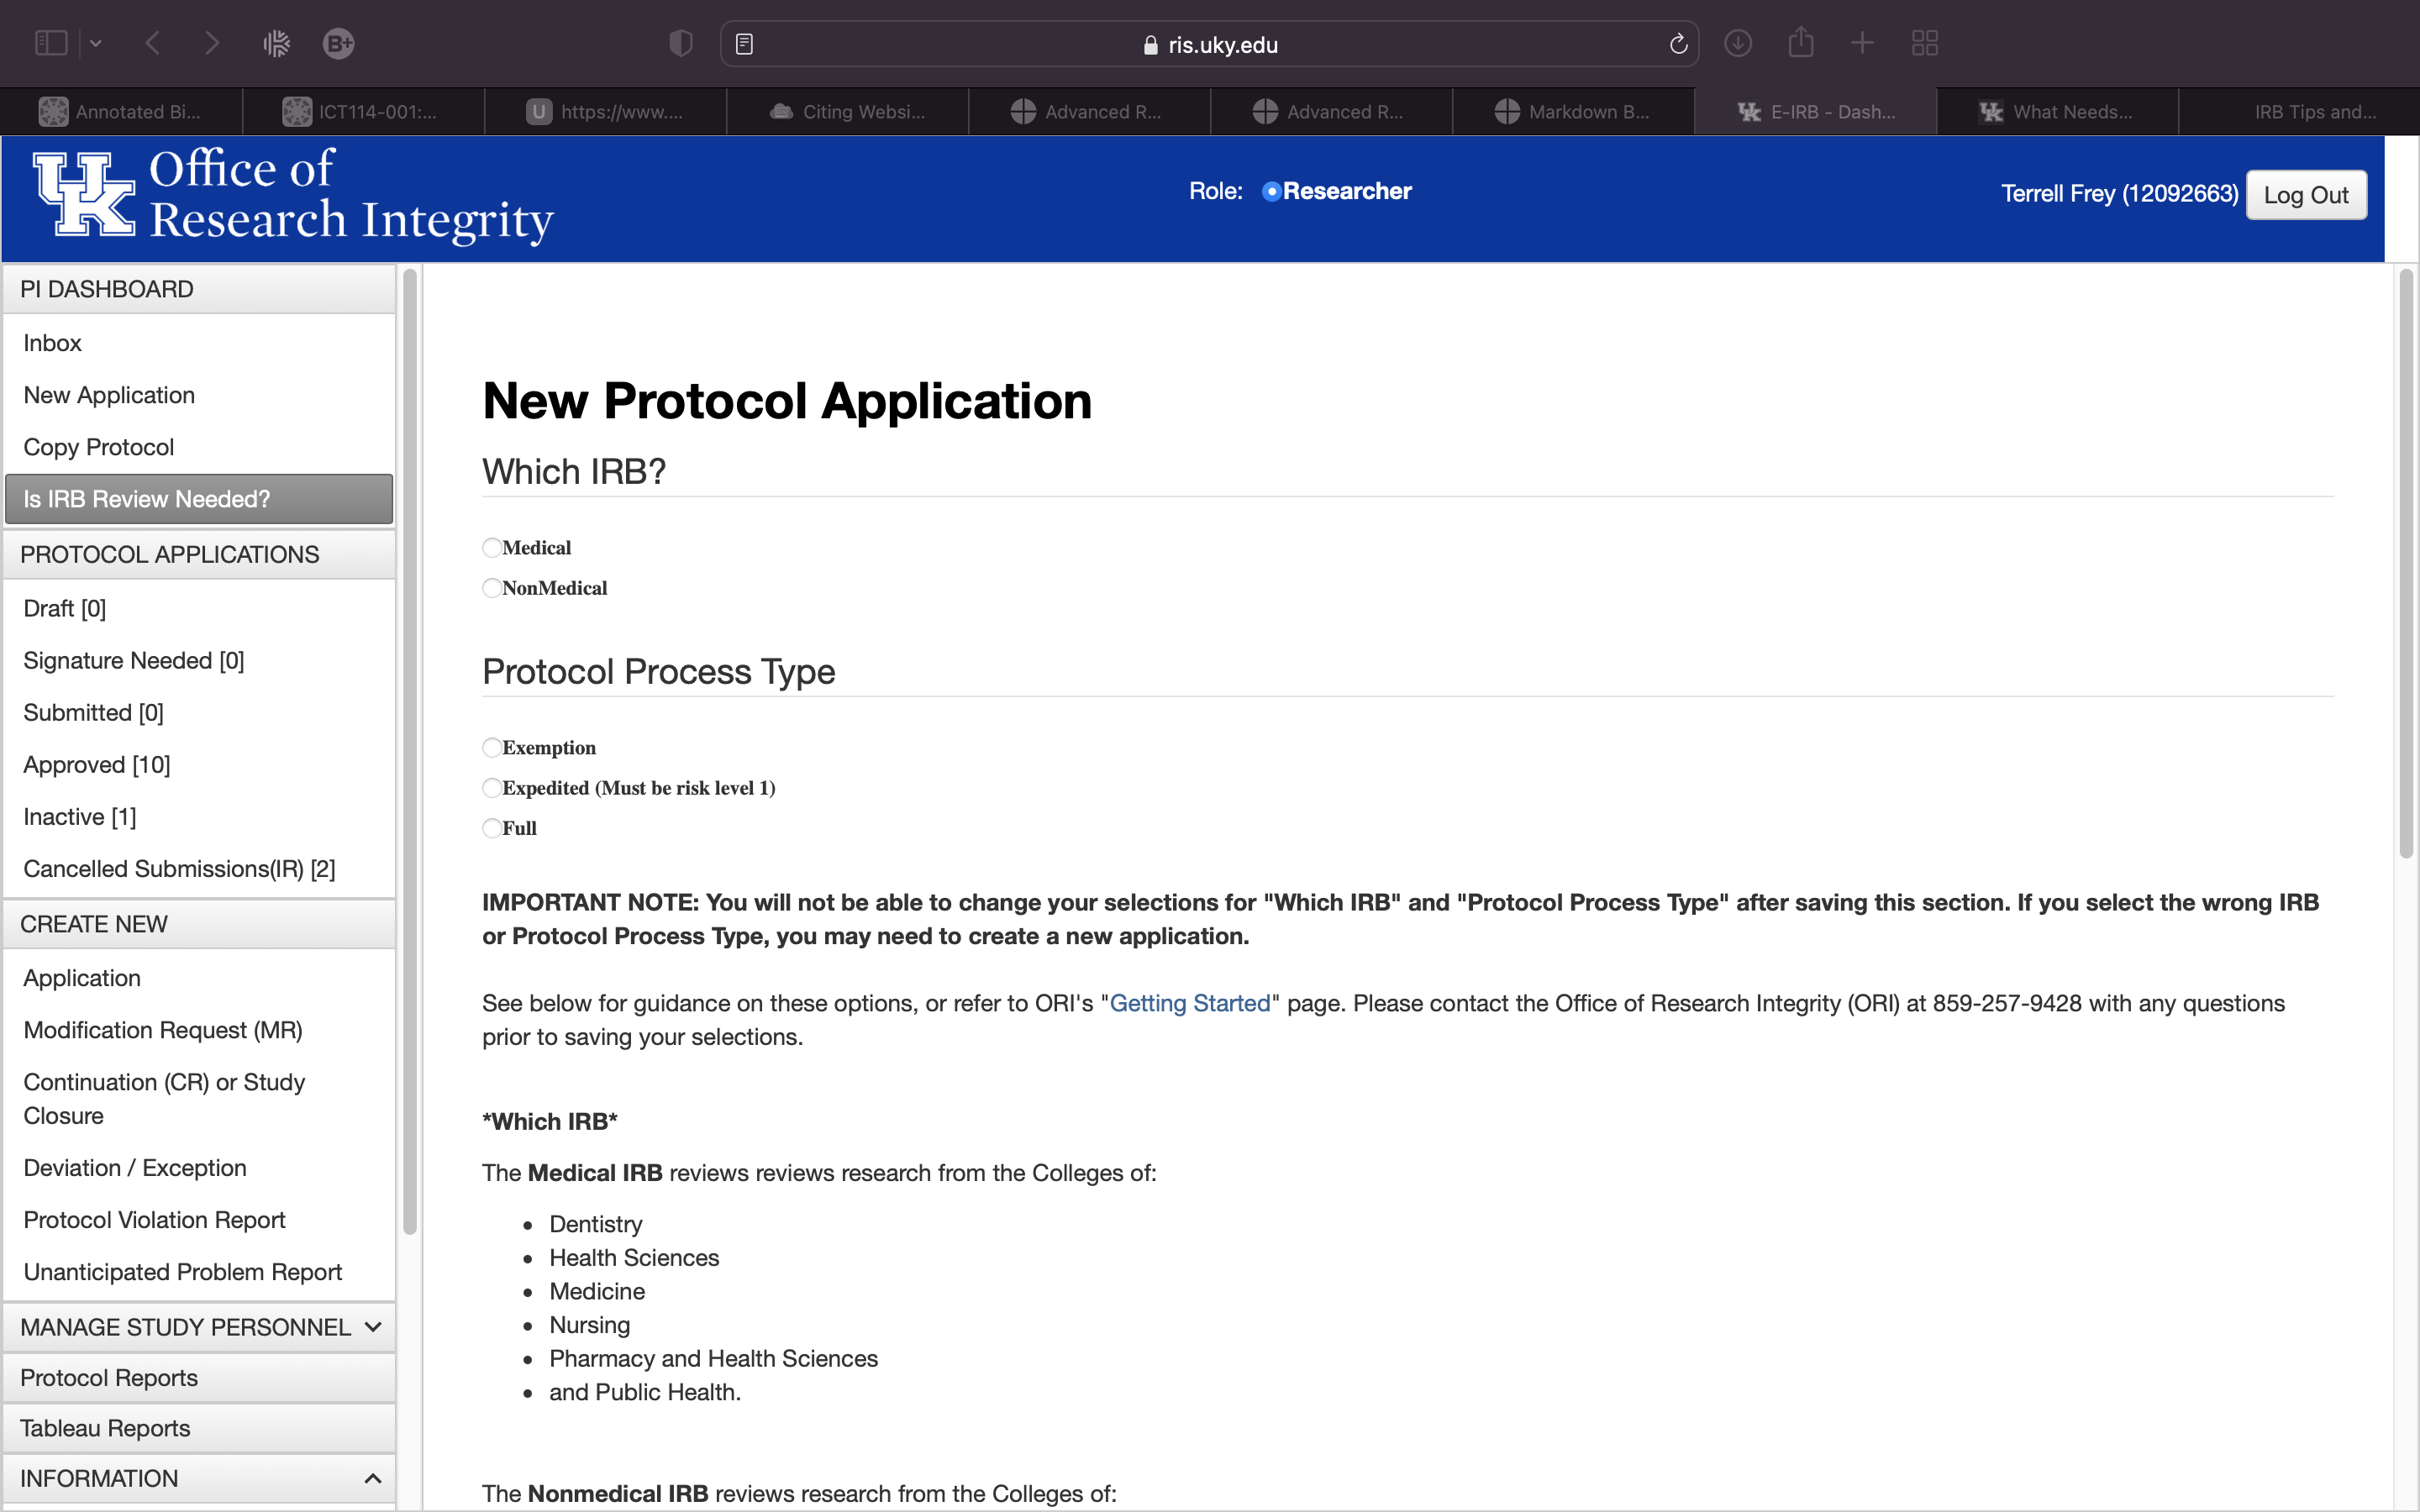 B+
ris.uky.edu
Annotated Bi...
ICT114-001:...
U https://www....
Citing Websi...
Advanced R...
Advanced R...
Markdown B...
E-IRB - Dash...
What Needs...
IRB Tips and...
UK Office of
Research Integrity
Role: Researcher
Terrell Frey (12092663) Log Out
PI DASHBOARD
Inbox
New Application
Copy Protocol
Is IRB Review Needed?
PROTOCOL APPLICATIONS
Draft [0]
Signature Needed [0]
Submitted [0]
Approved [10]
Inactive [1]
Cancelled Submissions(IR) [2]
CREATE NEW
Application
Modification Request (MR)
Continuation (CR) or Study
Closure
Deviation / Exception
Protocol Violation Report
Unanticipated Problem Report
MANAGE STUDY PERSONNEL
Protocol Reports
Tableau Reports
INFORMATION
New Protocol Application
Which IRB?
Medical
NonMedical
Protocol Process Type
Exemption
Expedited (Must be risk level 1)
Full
IMPORTANT NOTE: You will not be able to change your selections for "Which IRB" and "Protocol Process Type" after saving this section. If you select the wrong IRB
or Protocol Process Type, you may need to create a new application.
See below for guidance on these options, or refer to ORI's "Getting Started" page. Please contact the Office of Research Integrity (ORI) at 859-257-9428 with any questions
prior to saving your selections.
*Which IRB*
The Medical IRB reviews reviews research from the Colleges of:
• Dentistry
• Health Sciences
• Medicine
• Nursing
• Pharmacy and Health Sciences
• and Public Health.
The Nonmedical IRB reviews research from the Colleges of: